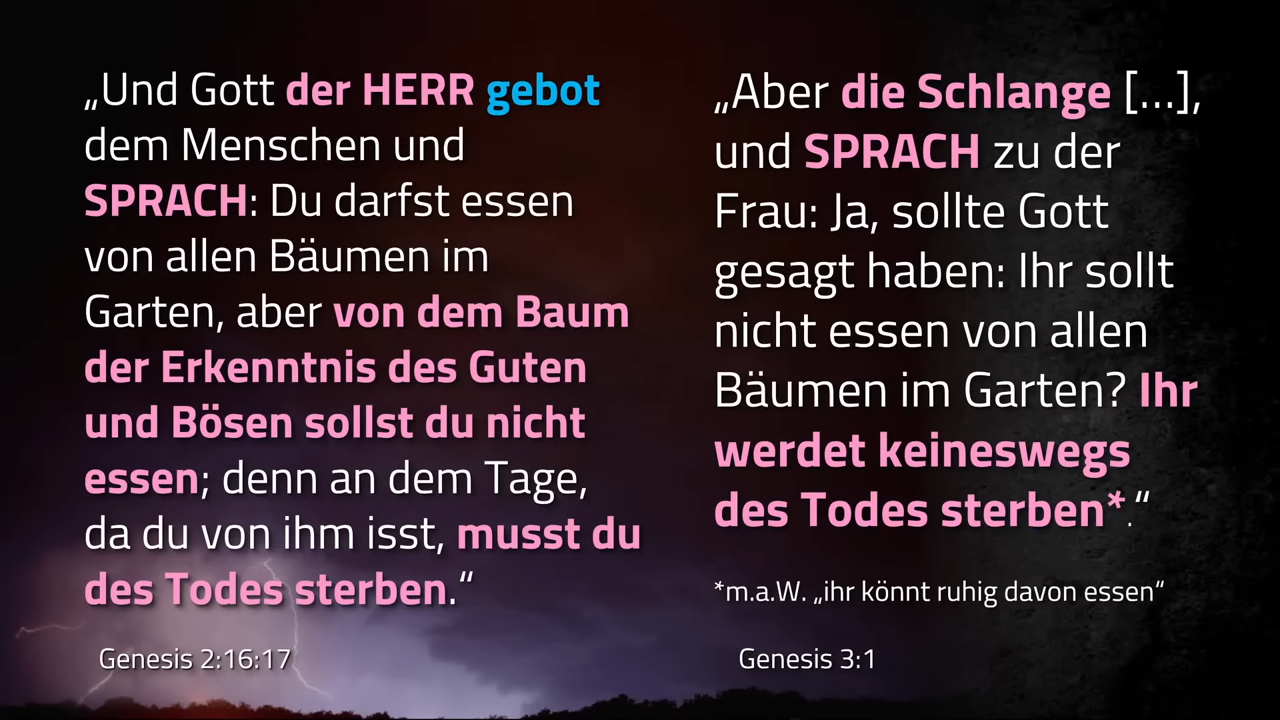 „Und Gott der HERR gebot
dem Menschen und
SPRACH: Du darfst essen
von allen Bäumen im
Garten, aber von dem Baum
der Erkenntnis des Guten
und Bösen sollst du nicht
essen; denn an dem Tage,
da du von ihm isst, musst du
des Todes sterben.“
Genesis 2:16:17
„Aber die Schlange [...],
und SPRACH zu der
Frau: Ja, sollte Gott
gesagt haben: Ihr sollt
nicht essen von allen
Bäumen im Garten? Ihr
werdet keineswegs
des Todes sterben*.“
*m.a.W. „ihr könnt ruhig davon essen“
Genesis 3:1